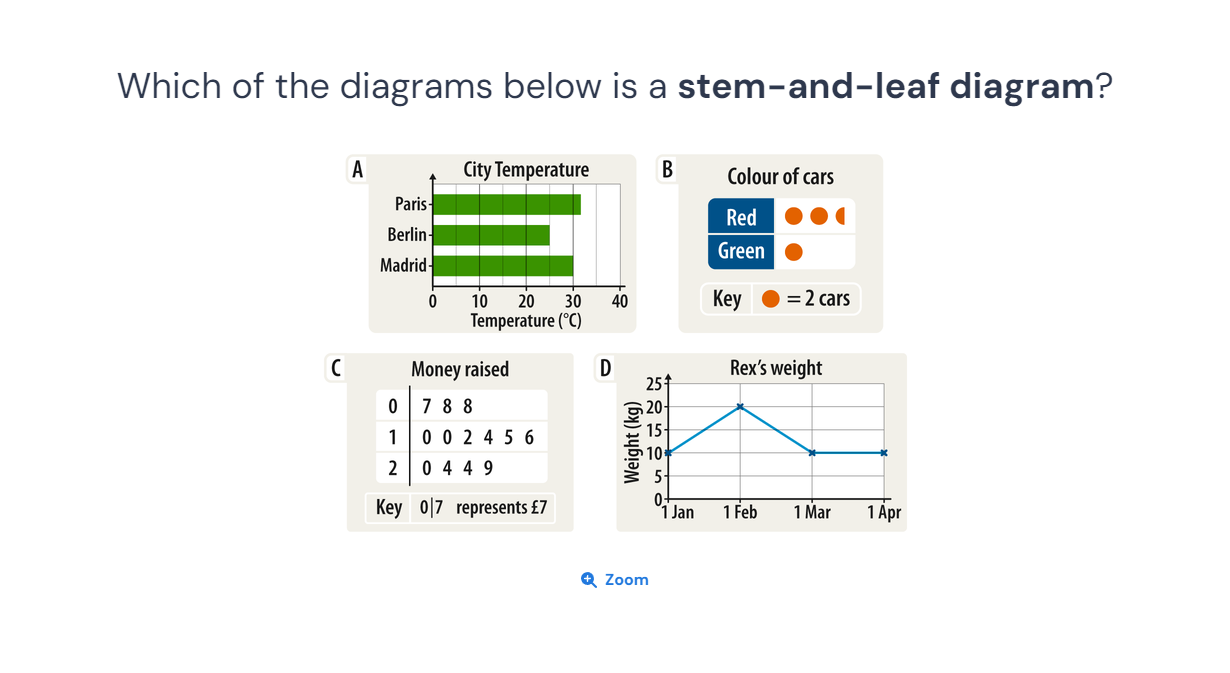 Which of the diagrams below is a stem-and-leaf diagram?
A
City Temperature
Paris
Berlin
Madrid
0 10 20 30 40
Temperature (°C)
B
Colour of cars
Red
Green
Key = 2 cars
C
Money raised
0 7 8 8
1 0 0 2 4 5 6
2 0 4 4 9
Key 0|7 represents £7
D
Rex's weight
Weight (kg)
25
20
15
10
5
0
1 Jan 1 Feb 1 Mar 1 Apr
Zoom